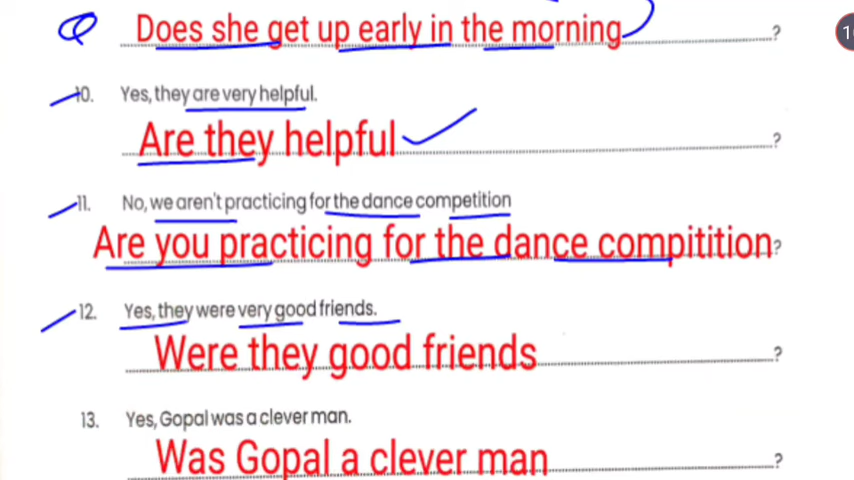 Does she get up early in the morning ?
10. Yes, they are very helpful.
Are they helpful ?
11. No, we aren't practicing for the dance competition
Are you practicing for the dance compitition ?
12. Yes, they were very good friends.
Were they good friends ?
13. Yes, Gopal was a clever man.
Was Gopal a clever man ?